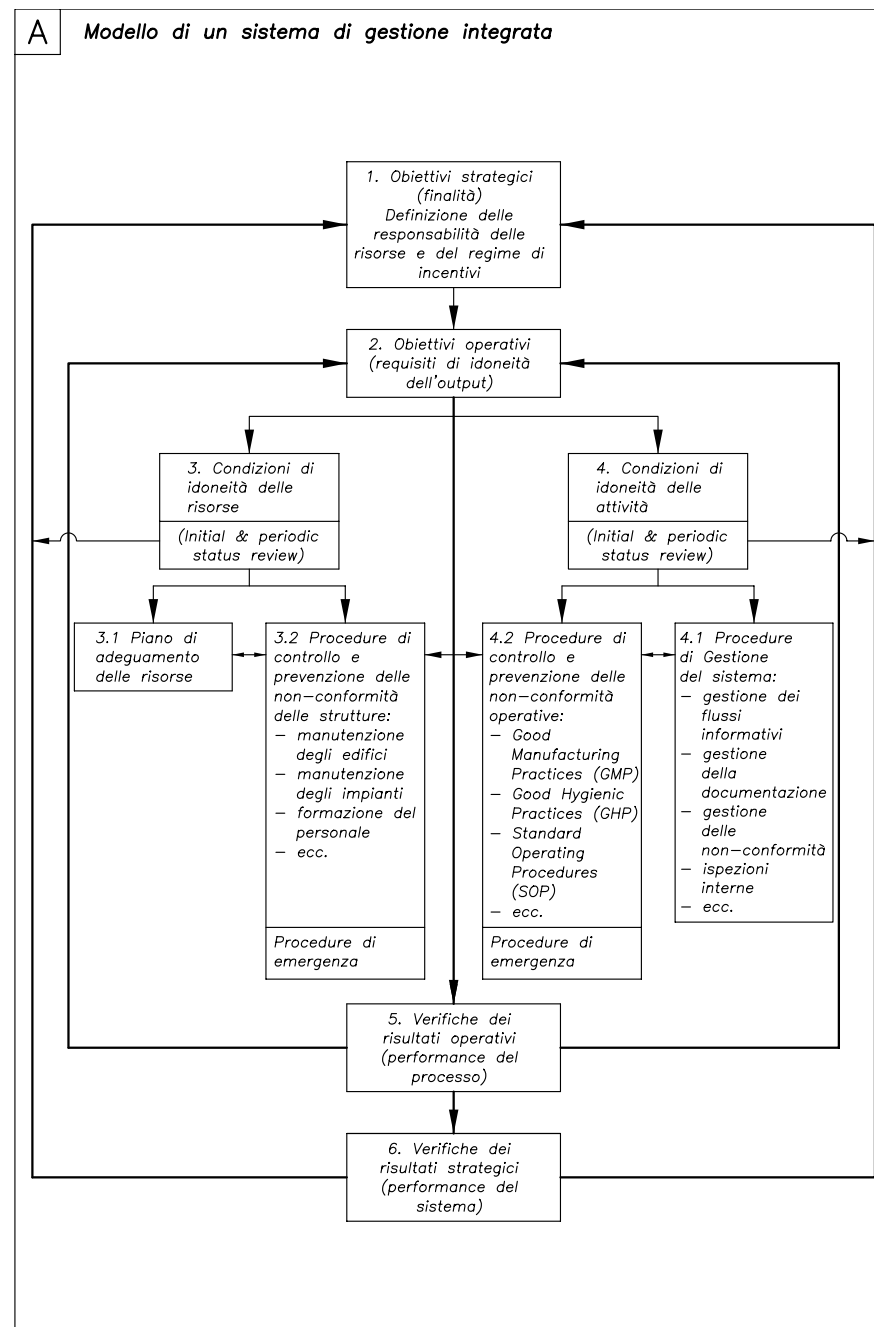 A
Modello di un sistema di gestione integrata
1. Obiettivi strategici
(finalità)
Definizione delle
responsabilità delle
risorse e del regime di
incentivi
2. Obiettivi operativi
(requisiti di idoneità
dell'output)
3. Condizioni di
idoneità delle
risorse
(Initial & periodic
status review)
4. Condizioni di
idoneità delle
attività
(Initial & periodic
status review)
3.1 Piano di
adeguamento
delle risorse
3.2 Procedure di
controllo e
prevenzione delle
non-conformità
delle strutture:
- manutenzione
degli edifici
- manutenzione
degli impianti
- formazione del
personale
- ecc.
Procedure di
emergenza
4.2 Procedure di
controllo e
prevenzione delle
non-conformità
operative:
- Good
Manufacturing
Practices (GMP)
- Good Hygienic
Practices (GHP)
- Standard
Operating
Procedures
(SOP)
- ecc.
Procedure di
emergenza
4.1 Procedure
di Gestione
del sistema:
- gestione dei
flussi
informativi
- gestione
della
documentazione
- gestione
delle
non-conformità
- ispezioni
interne
- ecc.
5. Verifiche dei
risultati operativi
(performance del
processo)
6. Verifiche dei
risultati strategici
(performance del
sistema)